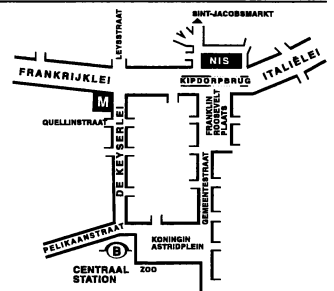 SINT-JACOBSMARKT
LEYSSTRAAT
NIS
ITALIËLEI
FRANKRIJKLEI
KIPDORPBRUG
M
FRANKLIN
ROOSEVELT
PLAATS
QUELLINSTRAAT
DE KEYSERLEI
GEMEENTESTRAAT
PELIKAANSTRAAT
KONINGIN
ASTRIDPLEIN
B
CENTRAAL
STATION
ZOO